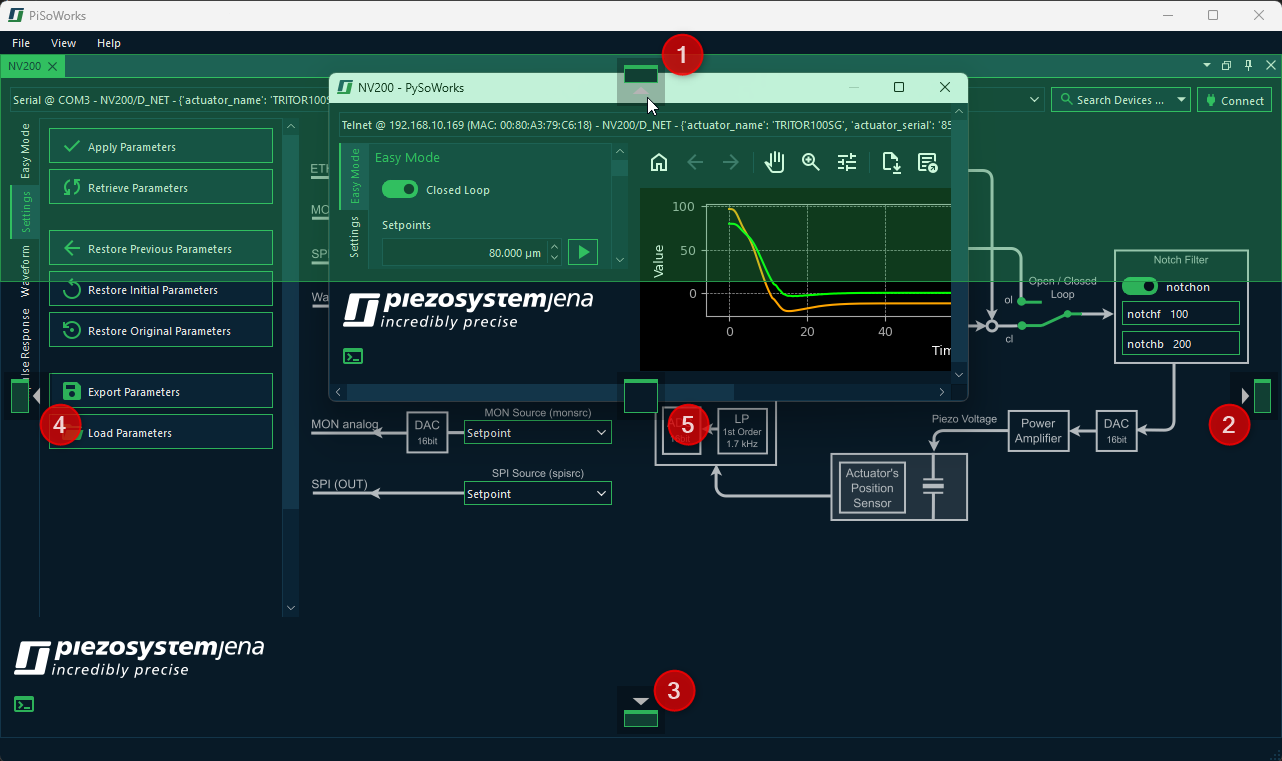 PiSoWorks
File View Help
NV200
Serial @ COM3 - NV200/D_NET - {'actuator_name': 'TRITOR100S
Search Devices ...
Connect
1
NV200 - PySoWorks
Telnet @ 192.168.10.169 (MAC: 00:80:A3:79:C6:18) - NV200/D_NET - {'actuator_name': 'TRITOR100SG', 'actuator_serial': '85
Easy Mode
Settings
Easy Mode
Closed Loop
Setpoints
80.000 µm
Value
100
50
0
0 20 40
Tim
piezosystemjena
incredibly precise
Easy Mode
Settings
Waveform
lse Response
Apply Parameters
Retrieve Parameters
Restore Previous Parameters
Restore Initial Parameters
Restore Original Parameters
Export Parameters
Load Parameters
4
ETH
MO
SPI
Wa
Open / Closed
Loop
ol
cl
Notch Filter
notchon
notchf 100
notchb 200
2
MON analog
DAC
16bit
MON Source (monsrc)
Setpoint
SPI (OUT)
SPI Source (spisrc)
Setpoint
5
16bit
LP
1st Order
1.7 kHz
Piezo Voltage
Power
Amplifier
DAC
16bit
Actuator's
Position
Sensor
piezosystemjena
incredibly precise
3